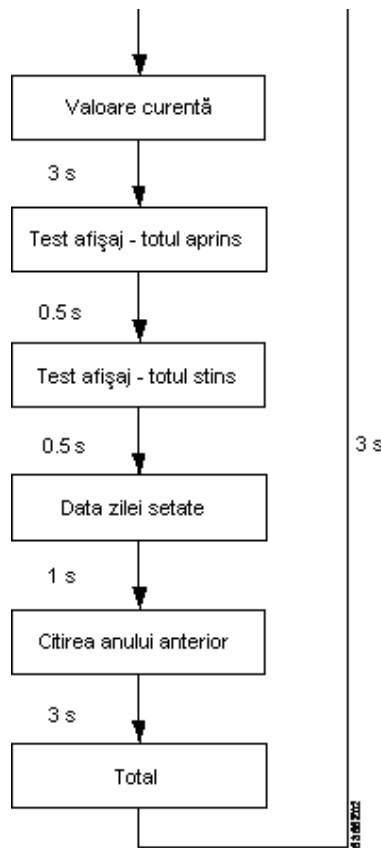 Valoare curentă
3 s
Test afişaj - totul aprins
0.5 s
Test afişaj - totul stins
0.5 s
3 s
Data zilei setate
1 s
Citirea anului anterior
3 s
Total